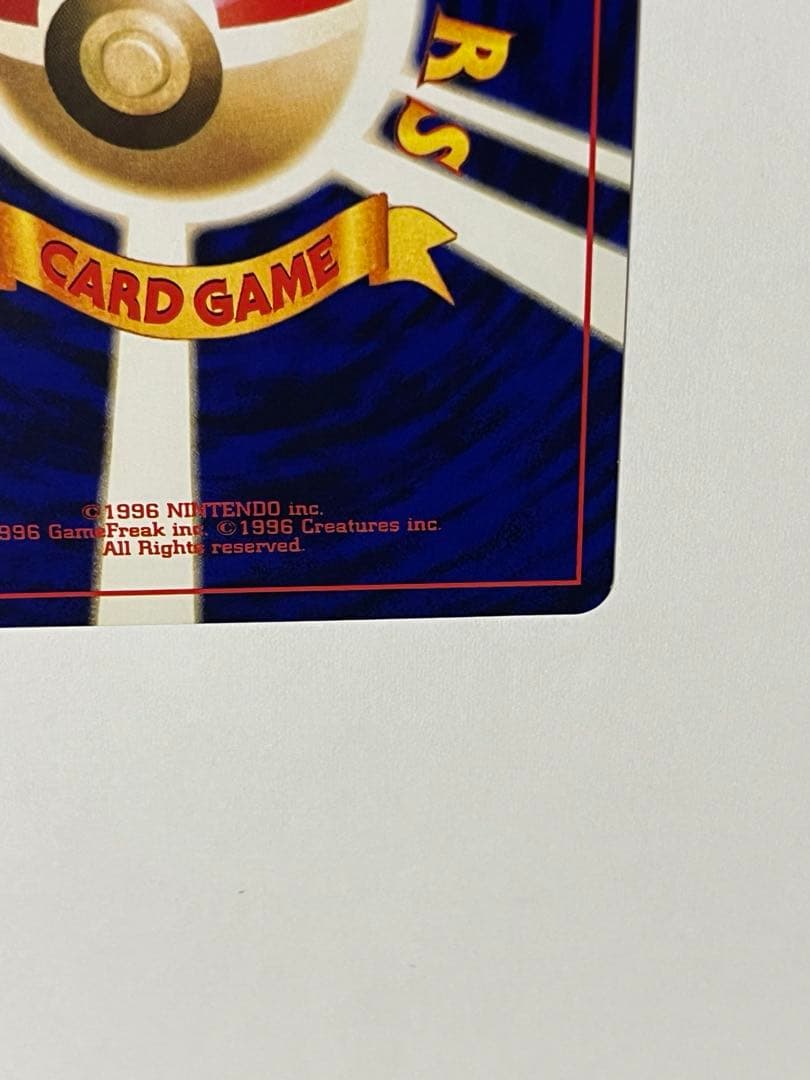 RS
CARD GAME
©1996 NINTENDO inc.
996 GameFreak inc. ©1996 Creatures inc.
All Rights reserved.